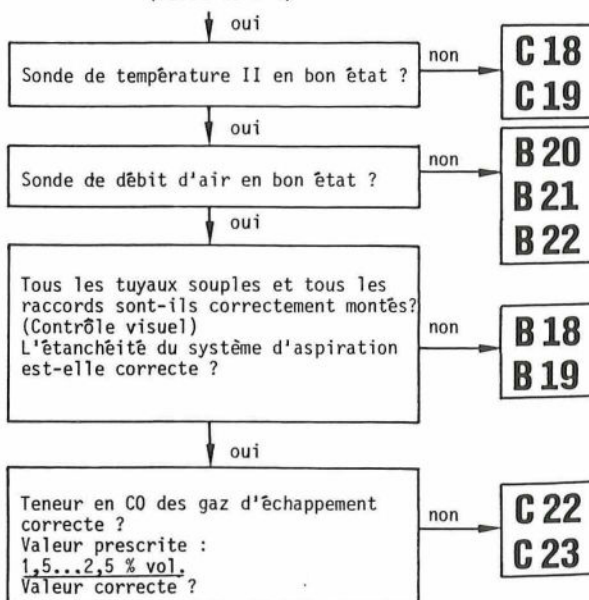 oui
Sonde de température II en bon état ?
non
C 18
C 19
oui
Sonde de débit d'air en bon état ?
non
B 20
B 21
B 22
oui
Tous les tuyaux souples et tous les
raccords sont-ils correctement montés?
(Contrôle visuel)
L'étanchéité du système d'aspiration
est-elle correcte ?
non
B 18
B 19
oui
Teneur en CO des gaz d'échappement
correcte ?
Valeur prescrite :
1,5...2,5 % vol.
Valeur correcte ?
non
C 22
C 23